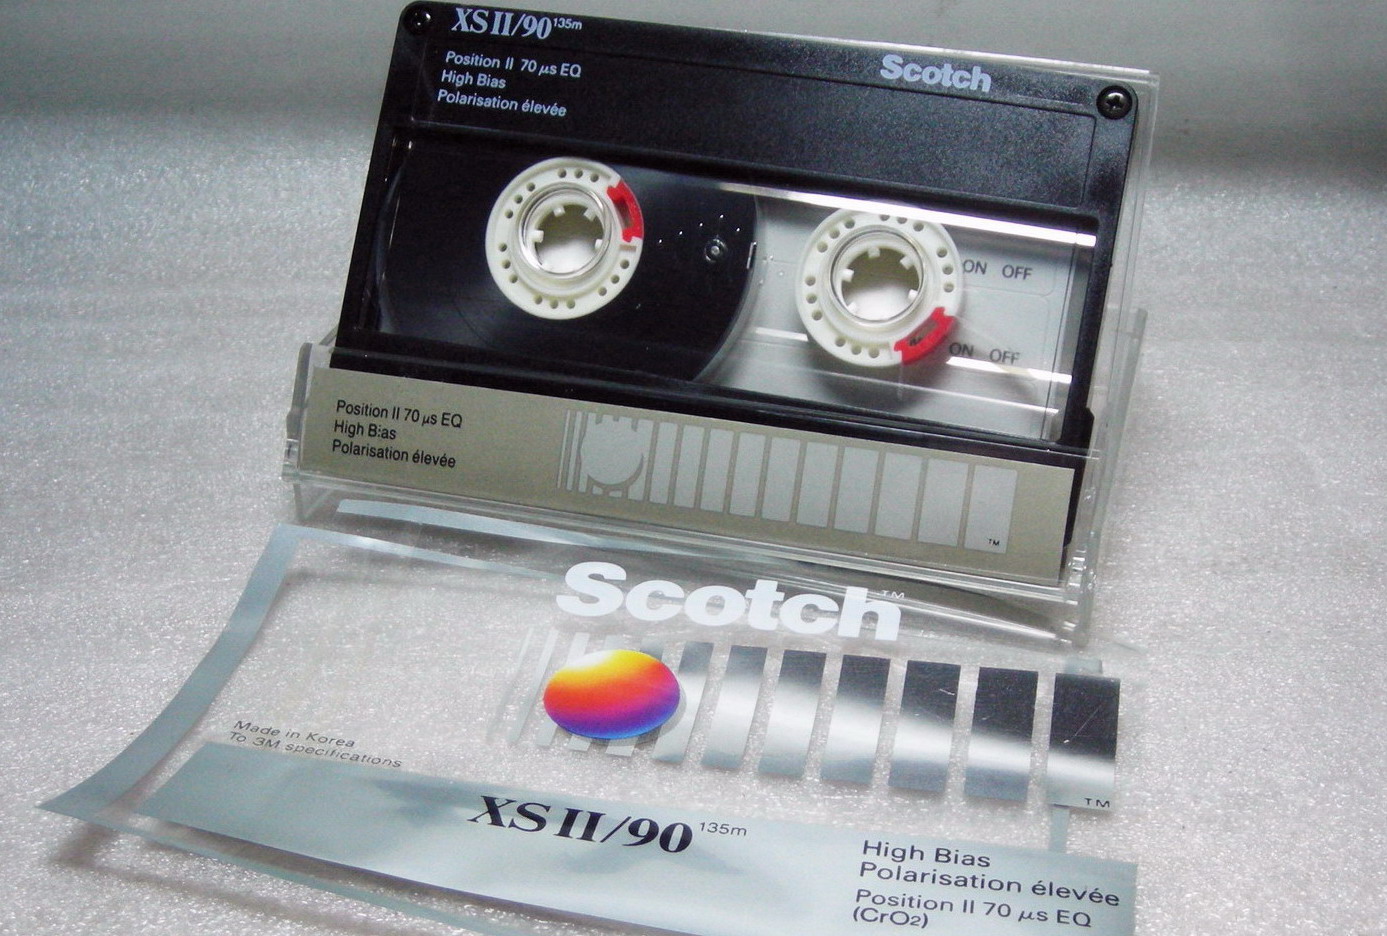 XS II/90 135m
Scotch
Position II 70 µs EQ
High Bias
Polarisation élevée
ON OFF
ON OFF
Position II 70 µs EQ
High Bias
Polarisation élevée
TM
Scotch TM
Made in Korea
To 3M specifications
TM
XS II/90 135m
High Bias
Polarisation élevée
Position II 70 µs EQ
(CrO2)